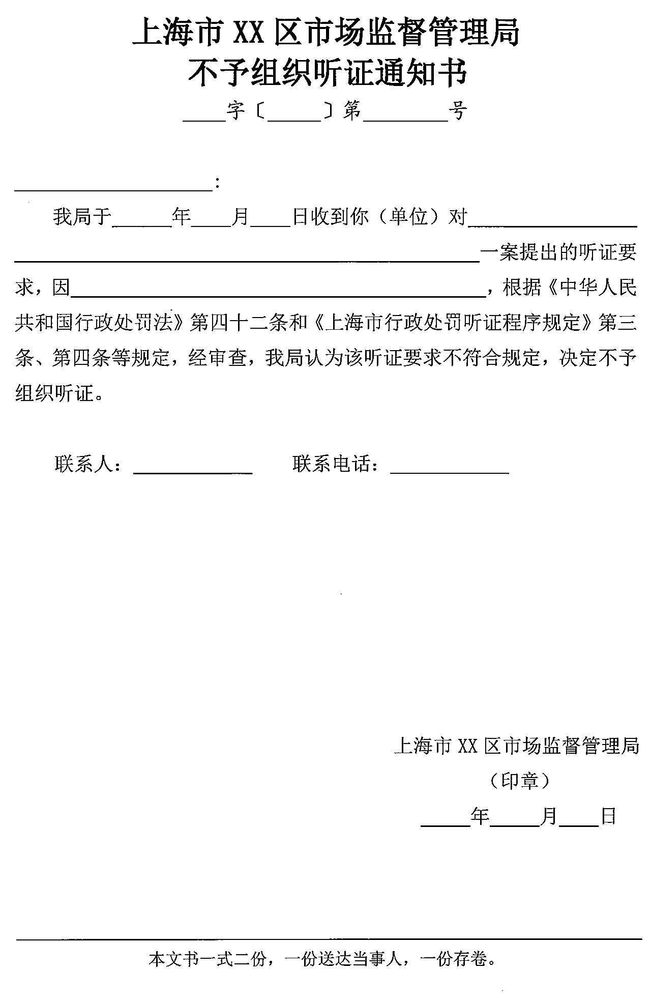 上海市 XX 区市场监督管理局
不予组织听证通知书
____字〔_____〕第________号
____________________：
我局于______年____月____日收到你（单位）对_________________
_______________________________________________一案提出的听证要
求，因__________________________________________，根据《中华人民
共和国行政处罚法》第四十二条和《上海市行政处罚听证程序规定》第三
条、第四条等规定，经审查，我局认为该听证要求不符合规定，决定不予
组织听证。
联系人：____________ 联系电话：____________
上海市 XX 区市场监督管理局
（印章）
_____年_____月____日
本文书一式二份，一份送达当事人，一份存卷。